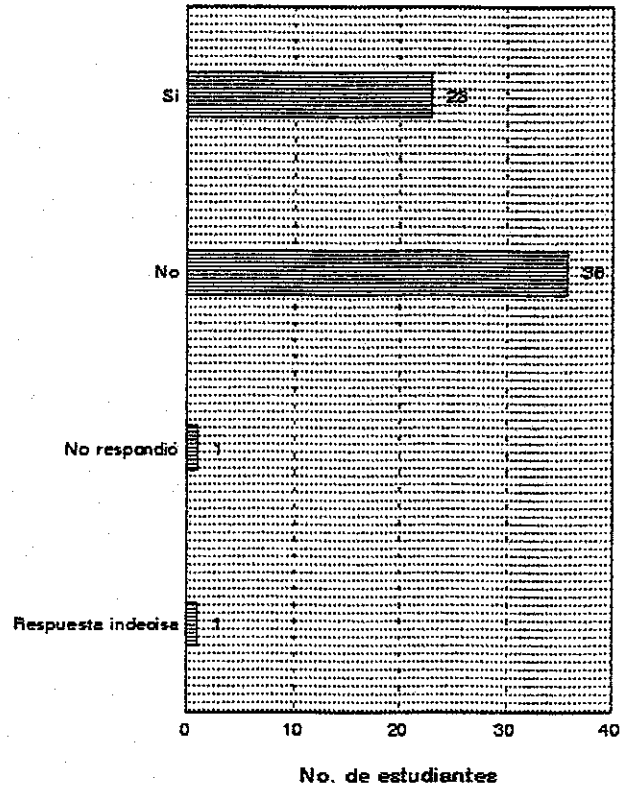 Si 23
No 36
No respondió 1
Respuesta indecisa 1
0 10 20 30 40
No. de estudiantes